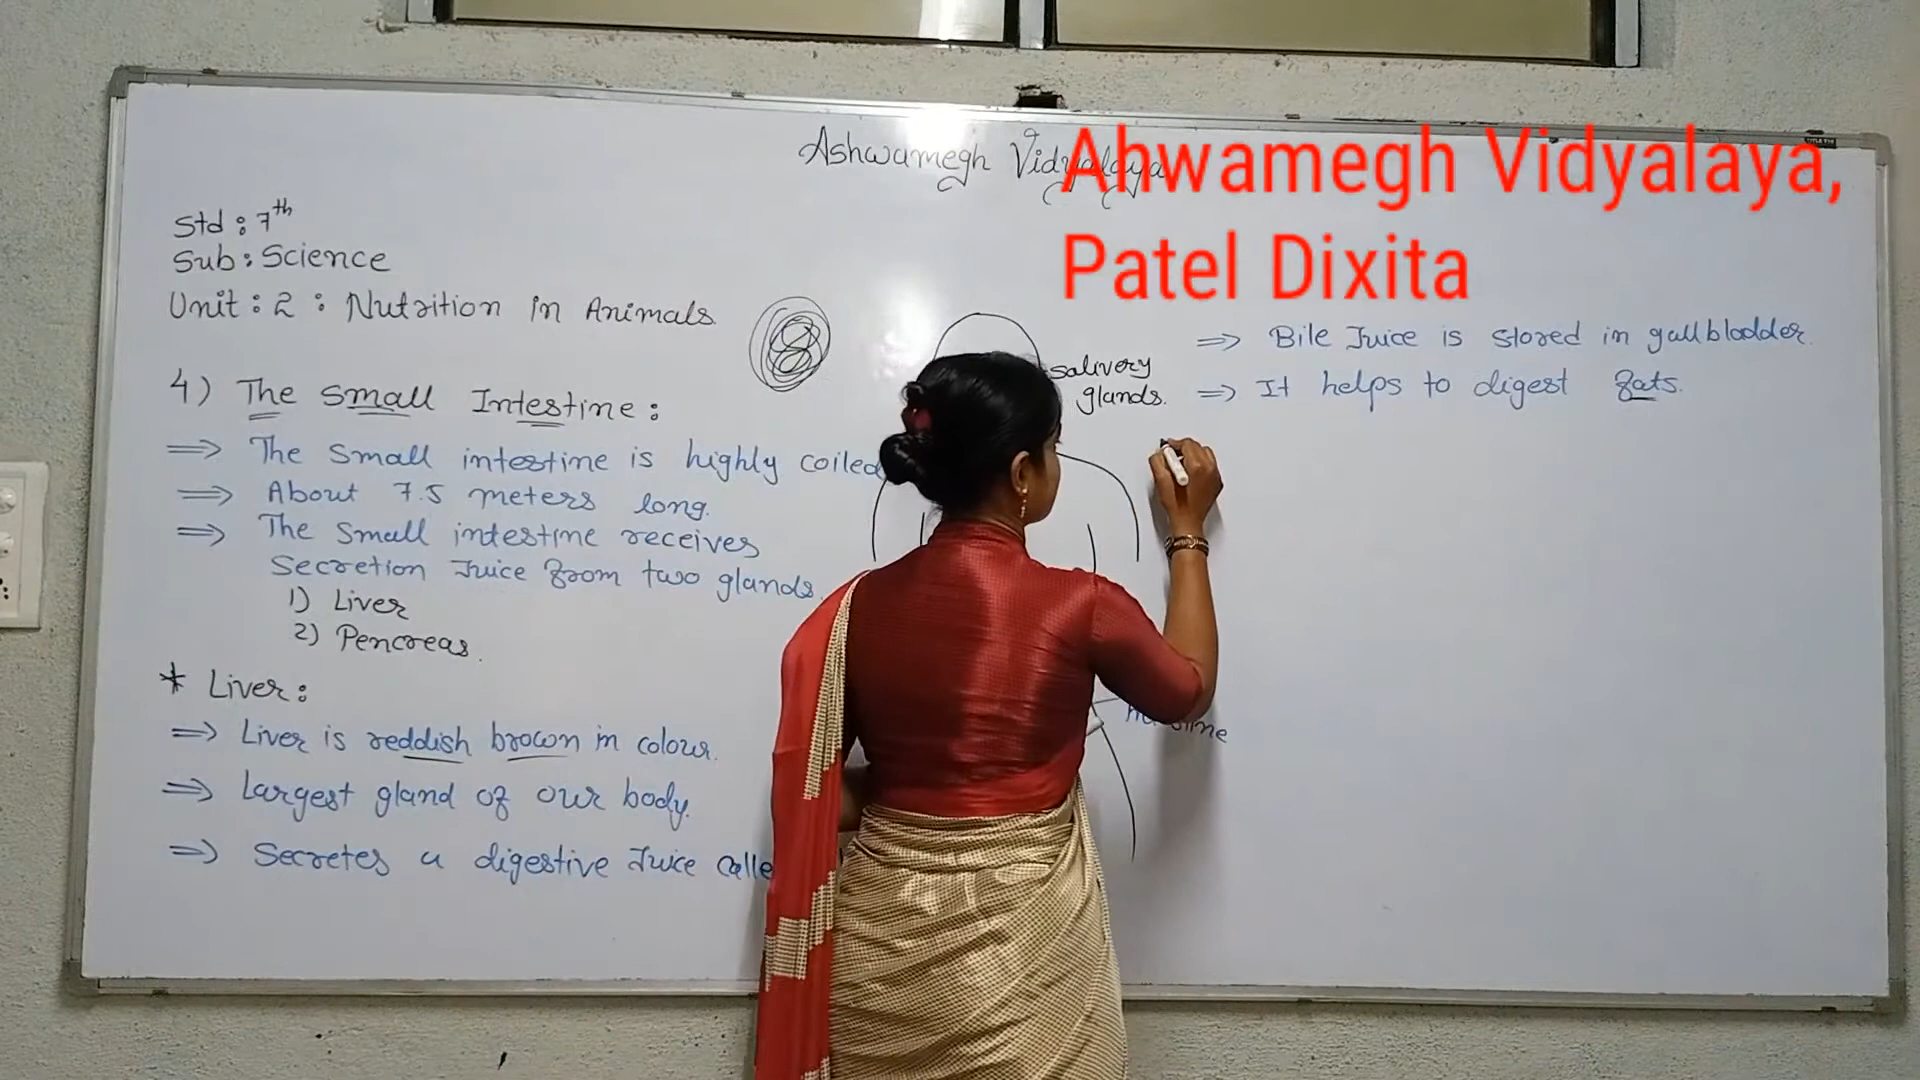 Ashwamegh Vidyalaya
Ahwamegh Vidyalaya,
Patel Dixita
Std : 7th
Sub : Science
Unit : 2 : Nutrition in Animals
4) The Small Intestine :
⇒ The Small intestine is highly coiled
⇒ About 7.5 meters long.
⇒ The Small intestine receives
Secretion Juice from two glands.
1) Liver
2) Pencreas.
* Liver :
⇒ Liver is reddish brown in colour.
⇒ Largest gland of our body.
⇒ Secretes a digestive Juice calle
salivery
glands.
⇒ Bile Juice is stored in gallbladder.
⇒ It helps to digest fats.